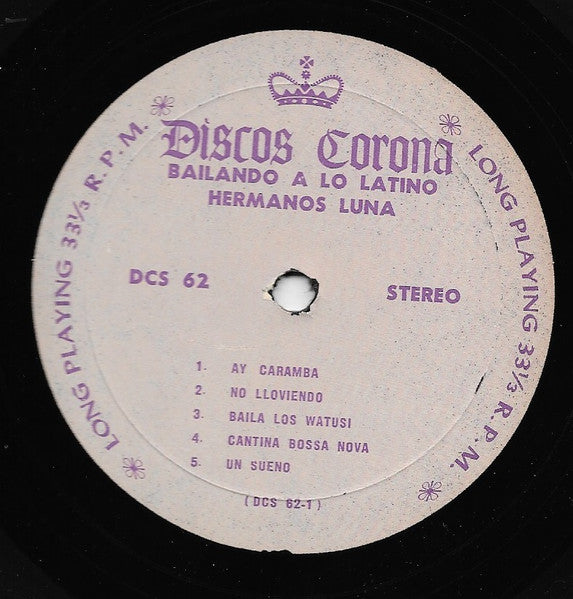 Discos Corona
BAILANDO A LO LATINO
HERMANOS LUNA
DCS 62
STEREO
1. AY CARAMBA
2. NO LLOVIENDO
3. BAILA LOS WATUSI
4. CANTINA BOSSA NOVA
5. UN SUENO
(DCS 62-1)
LONG PLAYING 33⅓ R.P.M.
LONG PLAYING 33⅓ R.P.M.